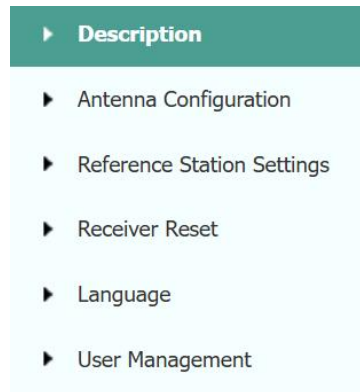 Description
Antenna Configuration
Reference Station Settings
Receiver Reset
Language
User Management